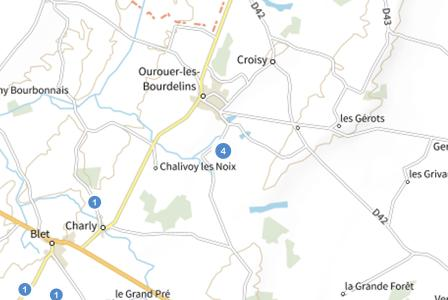 D42
D43
Croisy
Ourouer-les-
Bourdelins
ny Bourbonnais
les Gérots
4
Ger
Chalivoy les Noix
les Griva
1
D42
Charly
Blet
la Grande Forêt
1
1
le Grand Pré
Ve